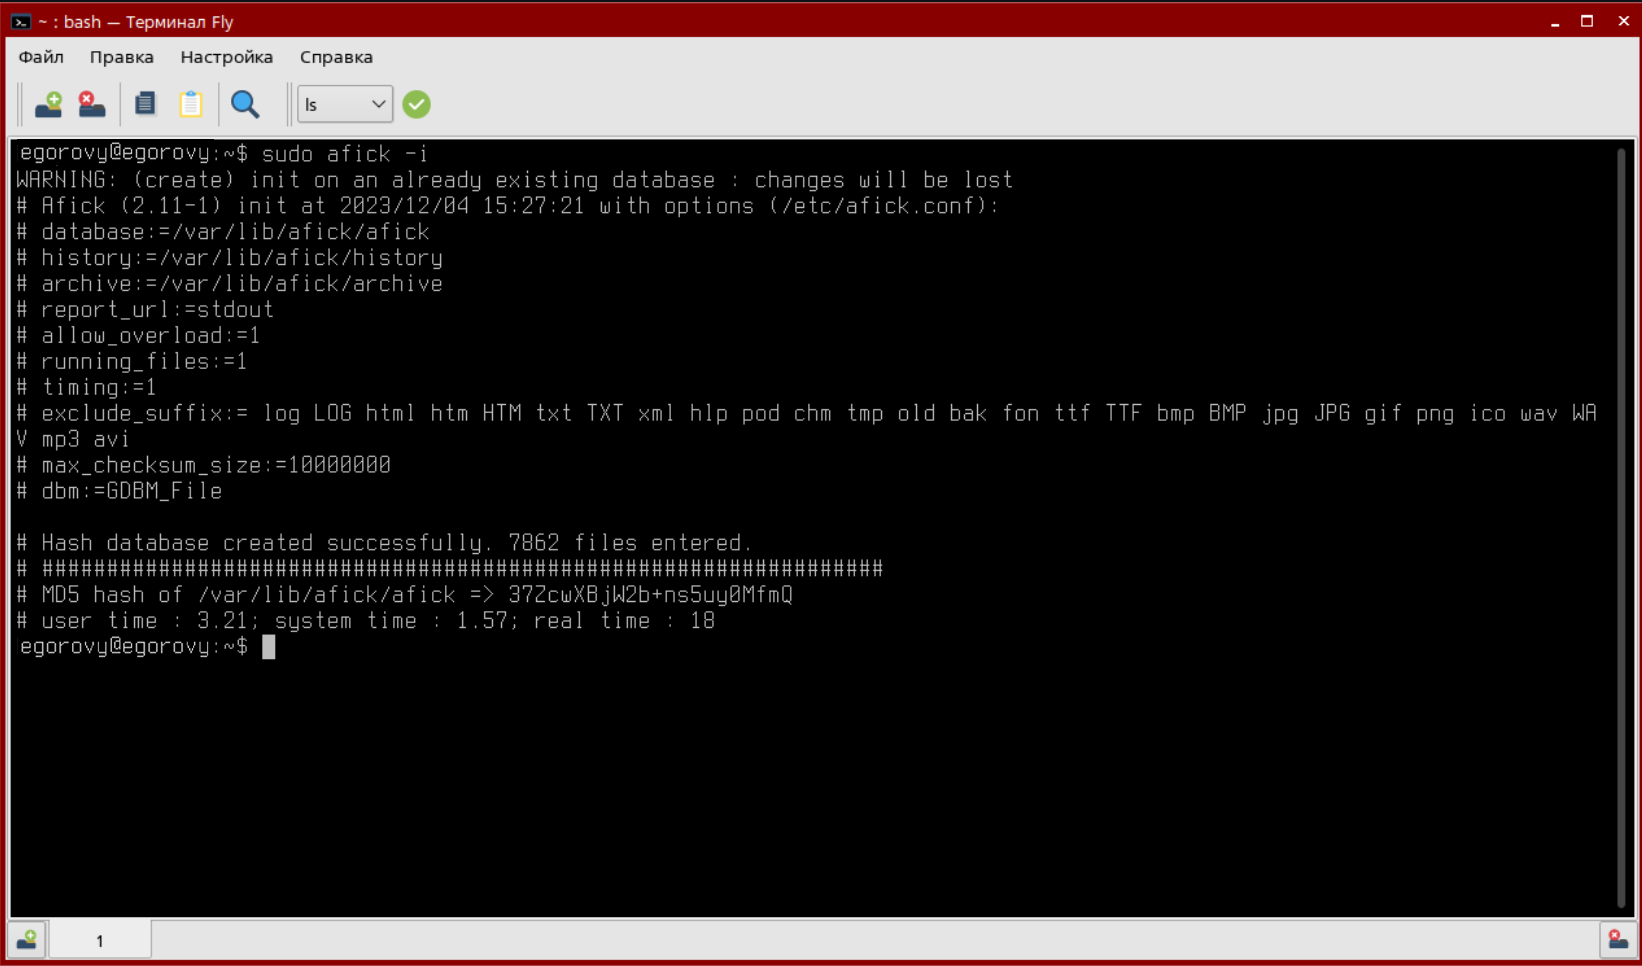 ~ : bash — Терминал Fly
Файл Правка Настройка Справка
ls
egorovy@egorovy:~$ sudo afick -i
WARNING: (create) init on an already existing database : changes will be lost
# Afick (2.11-1) init at 2023/12/04 15:27:21 with options (/etc/afick.conf):
# database:=/var/lib/afick/afick
# history:=/var/lib/afick/history
# archive:=/var/lib/afick/archive
# report_url:=stdout
# allow_overload:=1
# running_files:=1
# timing:=1
# exclude_suffix:= log LOG html htm HTM txt TXT xml hlp pod chm tmp old bak fon ttf TTF bmp BMP jpg JPG gif png ico wav WA
V mp3 avi
# max_checksum_size:=10000000
# dbm:=GDBM_File
# Hash database created successfully. 7862 files entered.
# #################################################################
# MD5 hash of /var/lib/afick/afick => 37ZcwXBjW2b+ns5uy0MfmQ
# user time : 3.21; system time : 1.57; real time : 18
egorovy@egorovy:~$
1